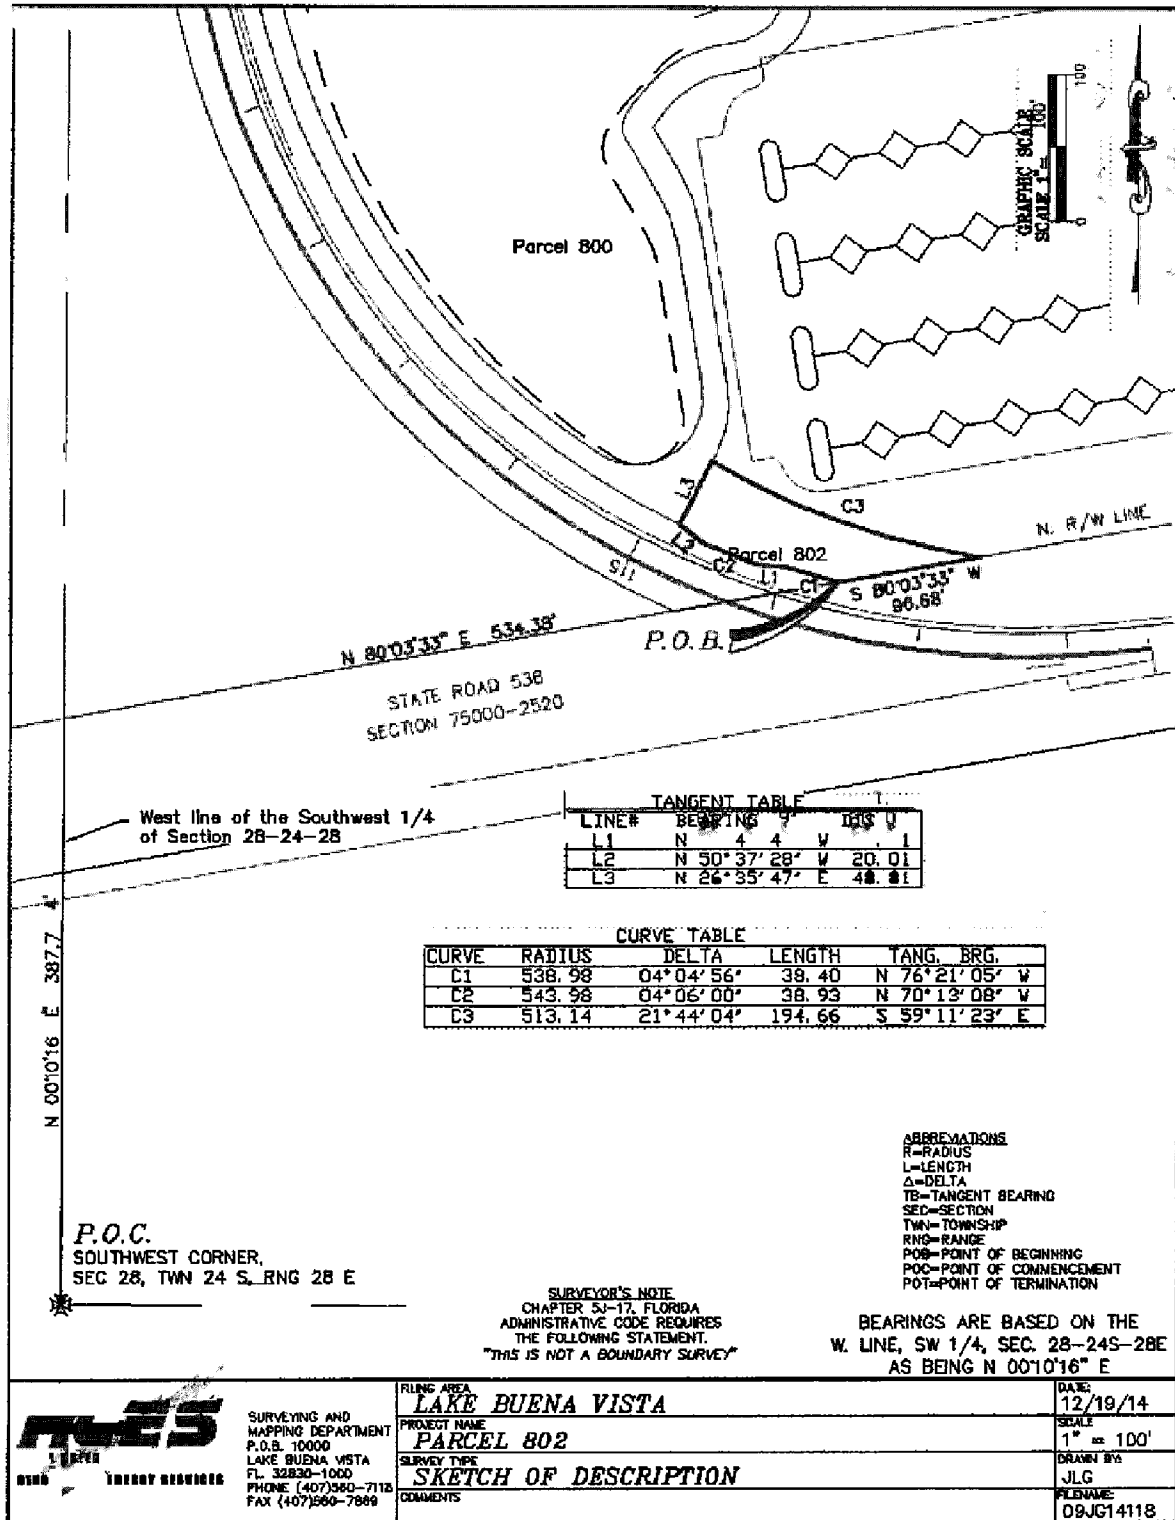 GRAPHIC SCALE
SCALE 1"= 100'
0
100
Parcel 800
L3
C3
N. R/W LINE
L2
Parcel 802
C2
L1
C1
S 80°03'33" W
96.68'
P.O.B.
N 80°03'33" E 534.38'
STATE ROAD 536
SECTION 75000-2520
West line of the Southwest 1/4
of Section 28-24-28
TANGENT TABLE
LINE# BEARING
L1 N 4 4 W . 1
L2 N 50°37'28" W 20.01
L3 N 26°35'47" E
CURVE TABLE
CURVE RADIUS DELTA LENGTH TANG. BRG.
C1 538.98 04°04'56" 38.40 N 76°21'05" W
C2 543.98 04°06'00" 38.93 N 70°13'08" W
C3 513.14 21°44'04" 194.66 S 59°11'23" E
N 00°10'16" E 387.7 4'
ABBREVIATIONS
R=RADIUS
L=LENGTH
Δ=DELTA
TB=TANGENT BEARING
SEC=SECTION
TWN=TOWNSHIP
RNG=RANGE
POB=POINT OF BEGINNING
POC=POINT OF COMMENCEMENT
POT=POINT OF TERMINATION
P.O.C.
SOUTHWEST CORNER,
SEC 28, TWN 24 S, RNG 28 E
SURVEYOR'S NOTE
CHAPTER 5J-17, FLORIDA
ADMINISTRATIVE CODE REQUIRES
THE FOLLOWING STATEMENT.
"THIS IS NOT A BOUNDARY SURVEY"
BEARINGS ARE BASED ON THE
W. LINE, SW 1/4, SEC. 28-24S-28E
AS BEING N 00°10'16" E
ENERGY SERVICES
SURVEYING AND
MAPPING DEPARTMENT
P.O.B. 10000
LAKE BUENA VISTA
FL. 32830-1000
PHONE (407)560-7118
FAX (407)560-7889
FILING AREA
LAKE BUENA VISTA
PROJECT NAME
PARCEL 802
SURVEY TYPE
SKETCH OF DESCRIPTION
COMMENTS
DATE:
12/19/14
SCALE
1" = 100'
DRAWN BY:
JLG
FILENAME:
09JG14118